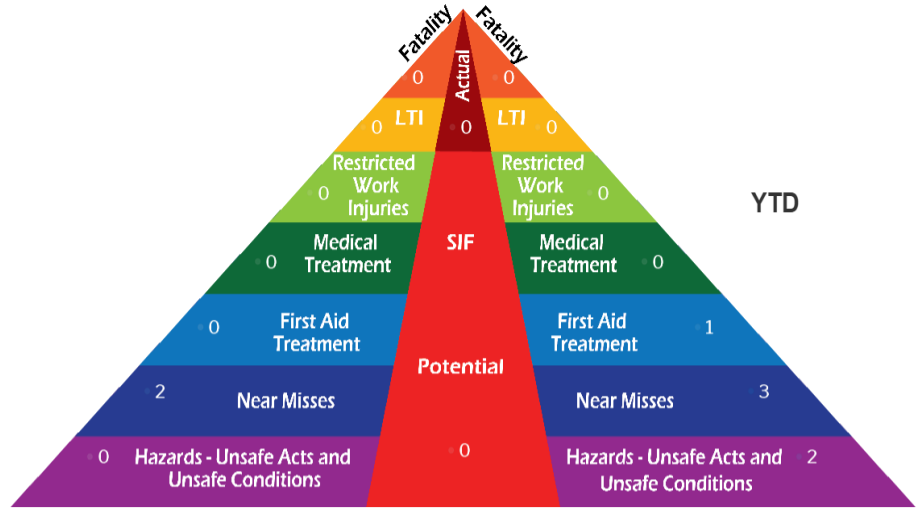 Fatality Fatality
0 Actual 0
0 LTI 0 LTI 0
Restricted Restricted
0 Work Work 0
Injuries Injuries
YTD
SIF
0 Medical Medical 0
Treatment Treatment
0 First Aid First Aid 1
Treatment Treatment
Potential
2 Near Misses Near Misses 3
0 Hazards - Unsafe Acts and 0 Hazards - Unsafe Acts and 2
Unsafe Conditions Unsafe Conditions